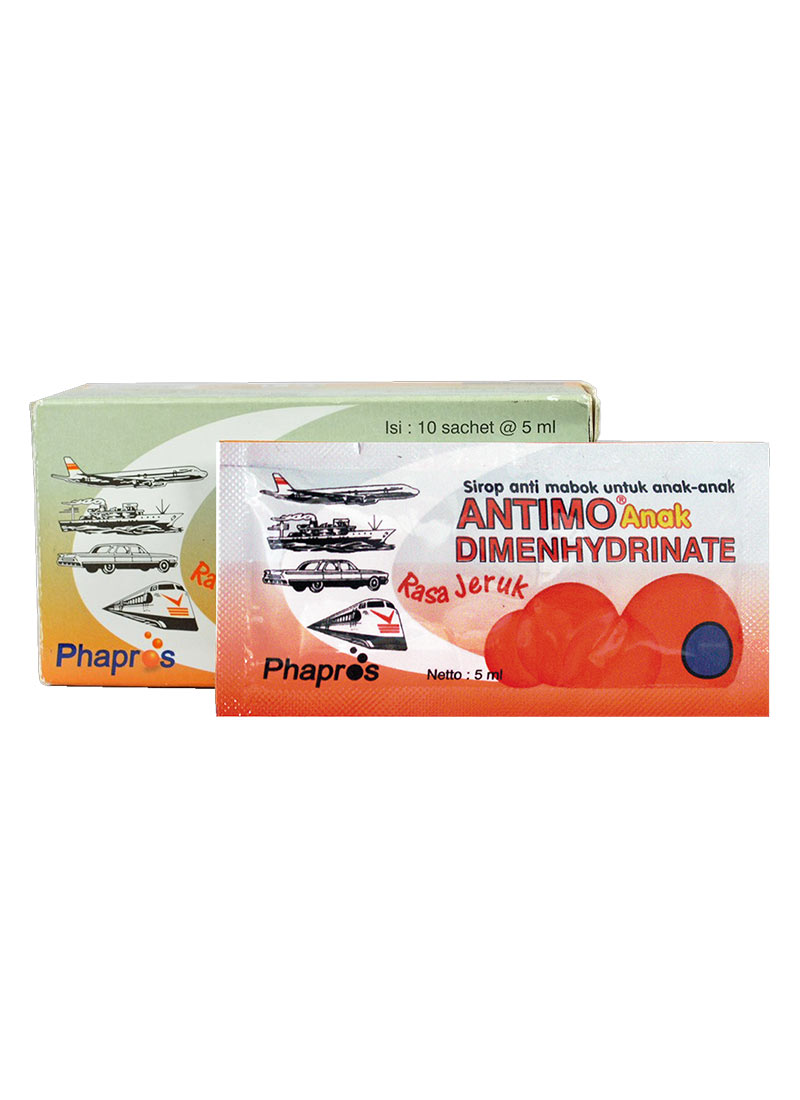 Isi : 10 sachet @ 5 ml
Phapros
Sirop anti mabok untuk anak-anak
ANTIMO® Anak
DIMENHYDRINATE
Rasa Jeruk
Phapros
Netto : 5 ml